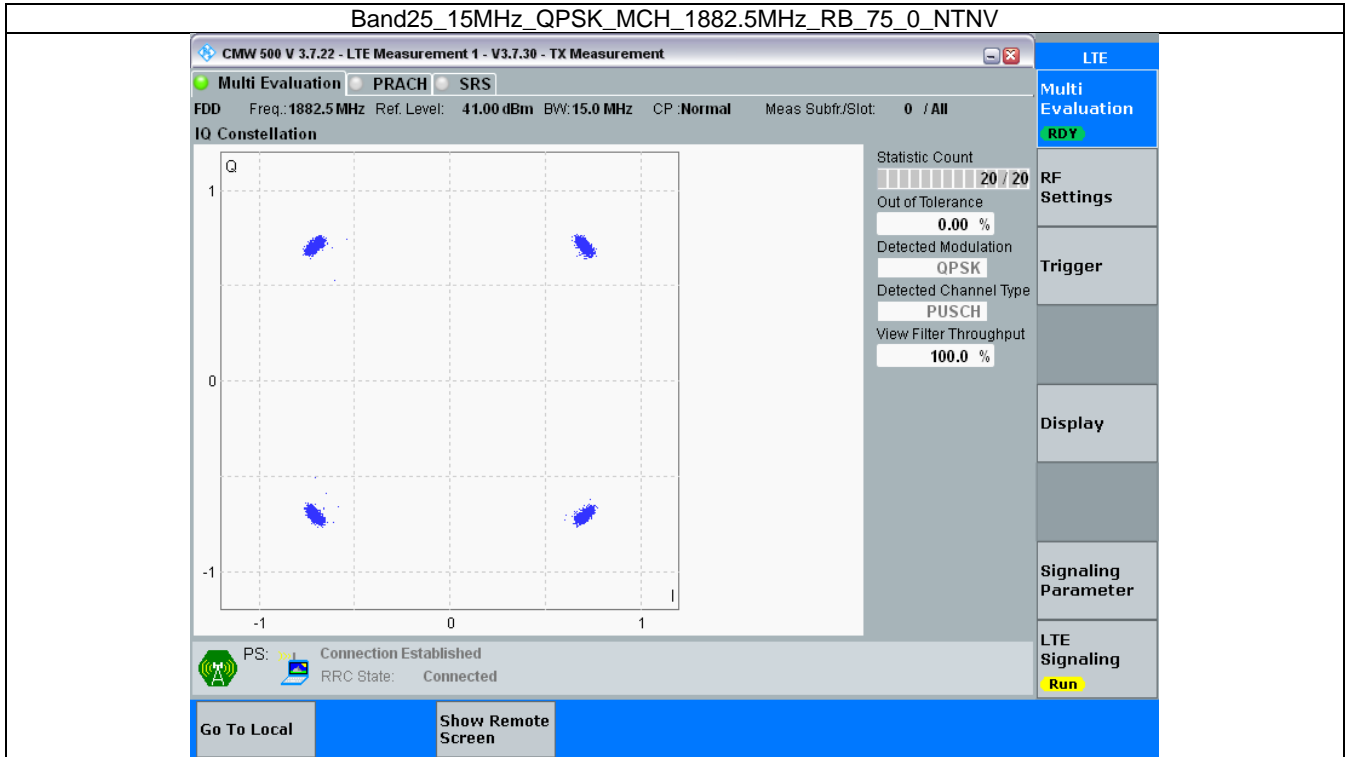 Band25_15MHz_QPSK_MCH_1882.5MHz_RB_75_0_NTNV
CMW 500 V 3.7.22 - LTE Measurement 1 - V3.7.30 - TX Measurement
LTE
Multi Evaluation PRACH SRS
Multi
Evaluation
RDY
FDD Freq.: 1882.5 MHz Ref. Level: 41.00 dBm BW: 15.0 MHz CP : Normal Meas Subfr./Slot: 0 / All
IQ Constellation
Q
1
0
-1
I
-1 0 1
Statistic Count
20 / 20
Out of Tolerance
0.00 %
Detected Modulation
QPSK
Detected Channel Type
PUSCH
View Filter Throughput
100.0 %
RF
Settings
Trigger
Display
Signaling
Parameter
LTE
Signaling
Run
PS: Connection Established
RRC State: Connected
Go To Local
Show Remote
Screen